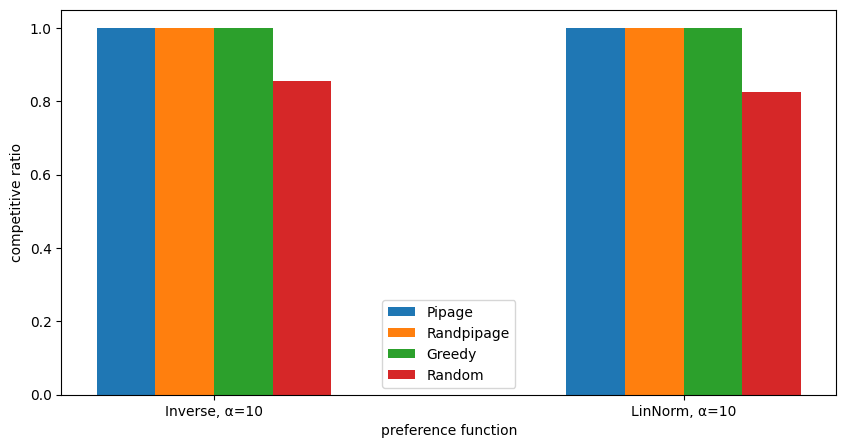 1.0
0.8
0.6
0.4
0.2
0.0
competitive ratio
Pipage
Randpipage
Greedy
Random
Inverse, α=10
LinNorm, α=10
preference function